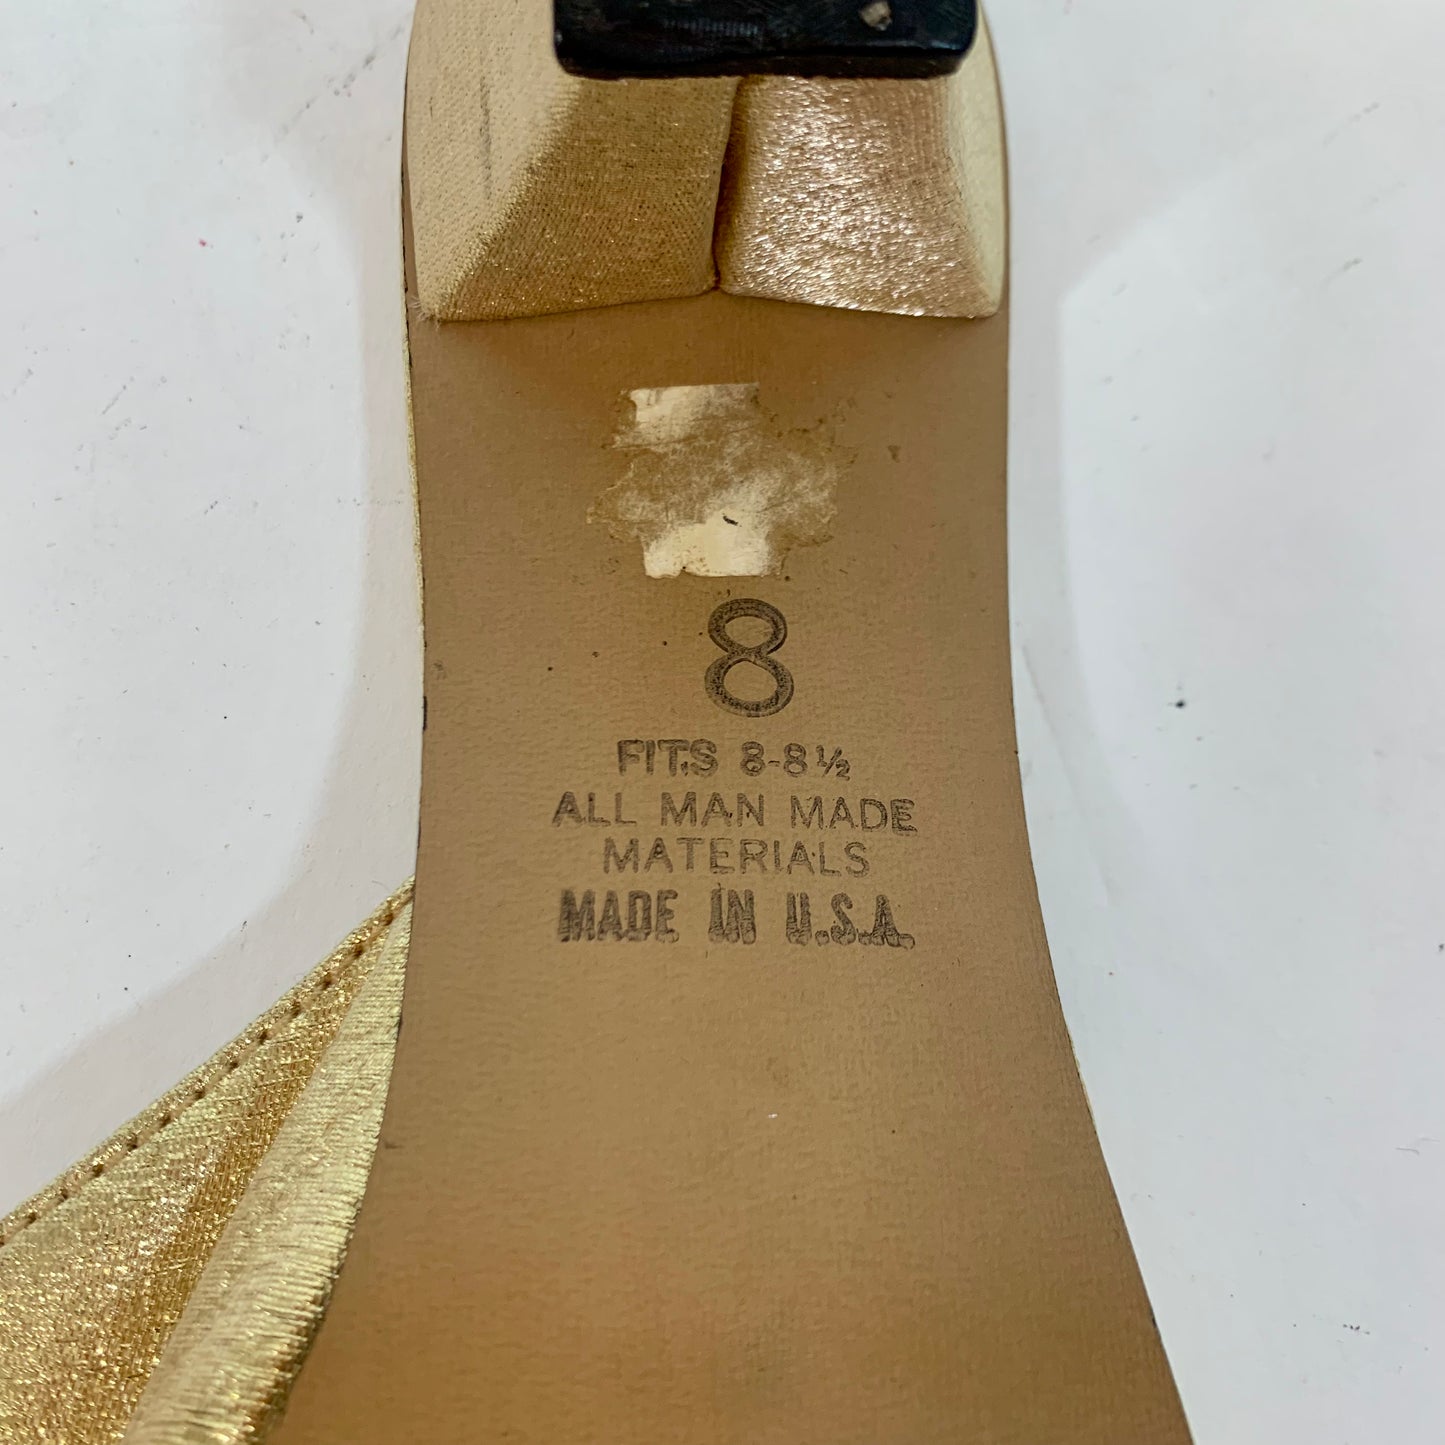 8
FITS 8-8½
ALL MAN MADE
MATERIALS
MADE IN U.S.A.